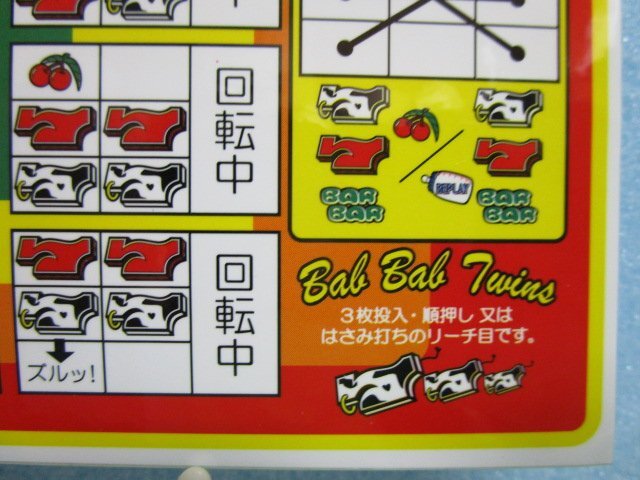 回転中
REPLAY
BAR
BAR
BAR
BAR
回転中
ズルッ!
Bab Bab Twins
3枚投入・順押し 又は
はさみ打ちのリーチ目です。